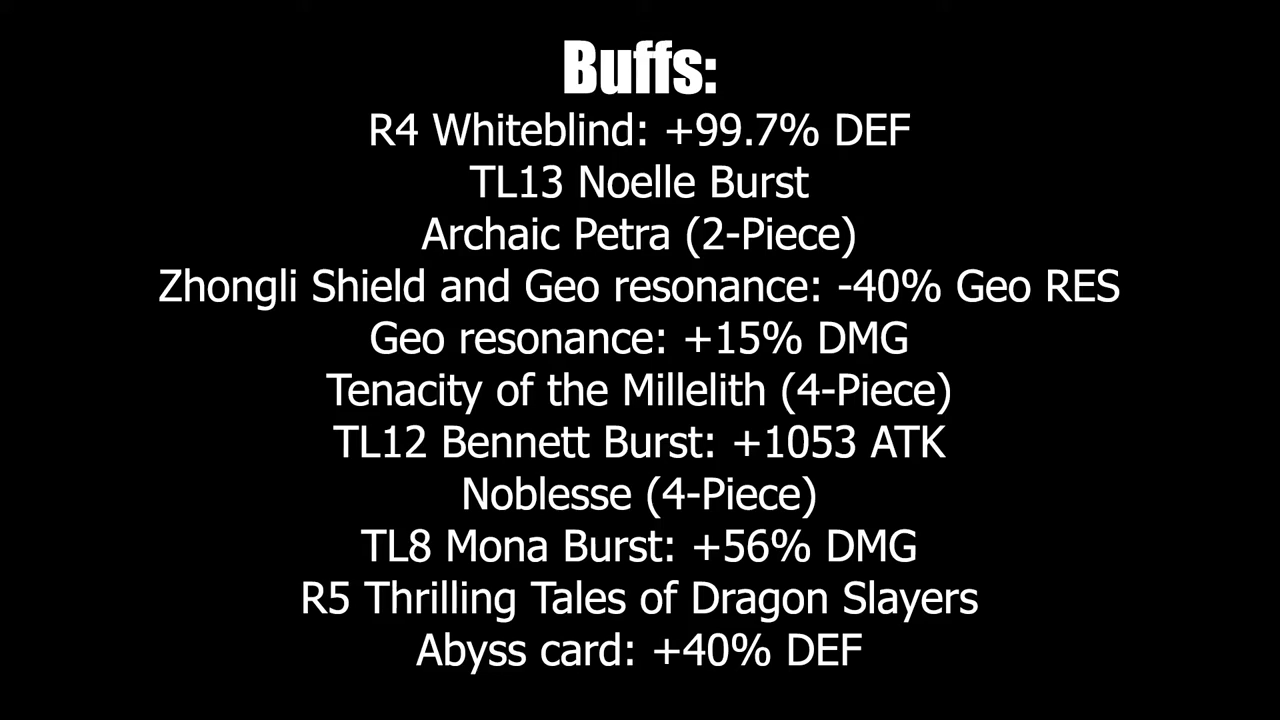 Buffs:
R4 Whiteblind: +99.7% DEF
TL13 Noelle Burst
Archaic Petra (2-Piece)
Zhongli Shield and Geo resonance: -40% Geo RES
Geo resonance: +15% DMG
Tenacity of the Millelith (4-Piece)
TL12 Bennett Burst: +1053 ATK
Noblesse (4-Piece)
TL8 Mona Burst: +56% DMG
R5 Thrilling Tales of Dragon Slayers
Abyss card: +40% DEF